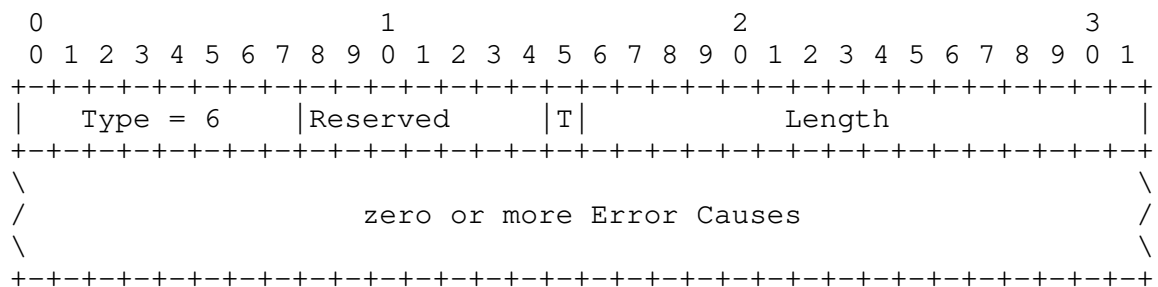 0                   1                   2                   3
 0 1 2 3 4 5 6 7 8 9 0 1 2 3 4 5 6 7 8 9 0 1 2 3 4 5 6 7 8 9 0 1
+-+-+-+-+-+-+-+-+-+-+-+-+-+-+-+-+-+-+-+-+-+-+-+-+-+-+-+-+-+-+-+-+
|   Type = 6    |Reserved     |T|           Length              |
+-+-+-+-+-+-+-+-+-+-+-+-+-+-+-+-+-+-+-+-+-+-+-+-+-+-+-+-+-+-+-+-+
\                                                               \
/                   zero or more Error Causes                   /
\                                                               \
+-+-+-+-+-+-+-+-+-+-+-+-+-+-+-+-+-+-+-+-+-+-+-+-+-+-+-+-+-+-+-+-+